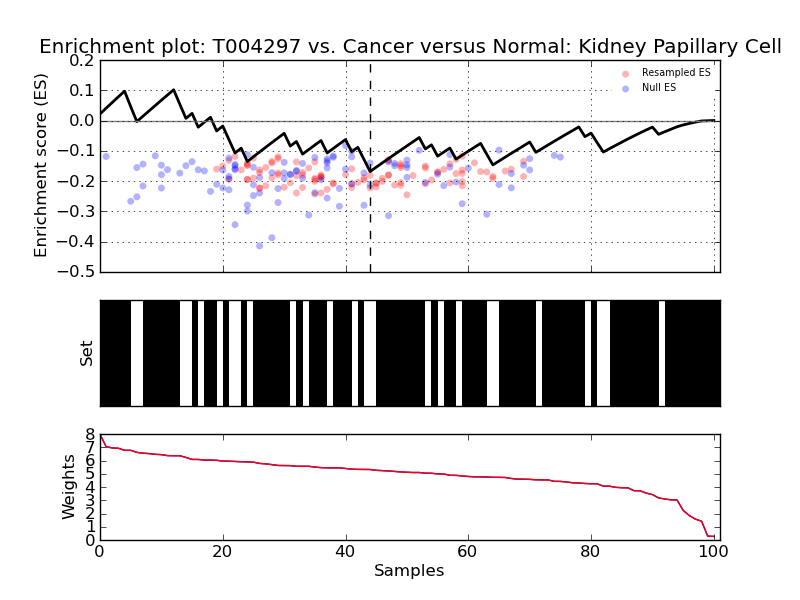 Enrichment plot: T004297 vs. Cancer versus Normal: Kidney Papillary Cell
Enrichment score (ES)
0.2
0.1
0.0
−0.1
−0.2
−0.3
−0.4
−0.5
Resampled ES
Null ES
Set
Weights
8
7
6
5
4
3
2
1
0
0 20 40 60 80 100
Samples